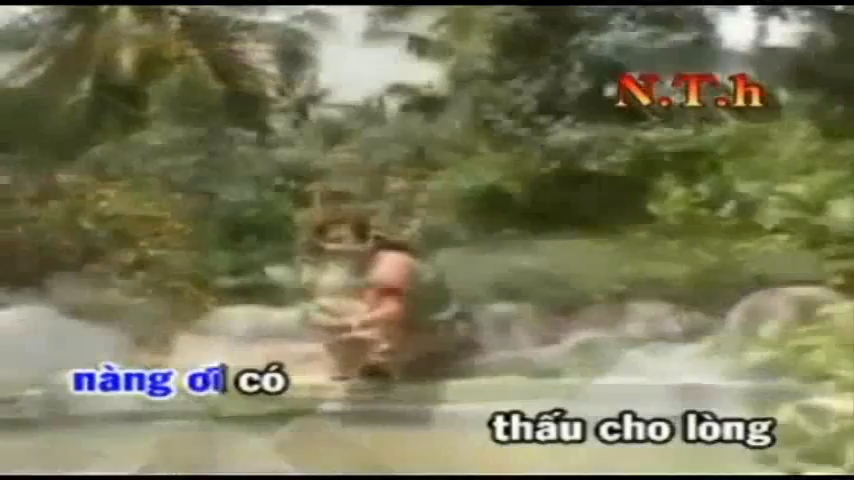 N.T.h
nàng ơi có
thấu cho lòng